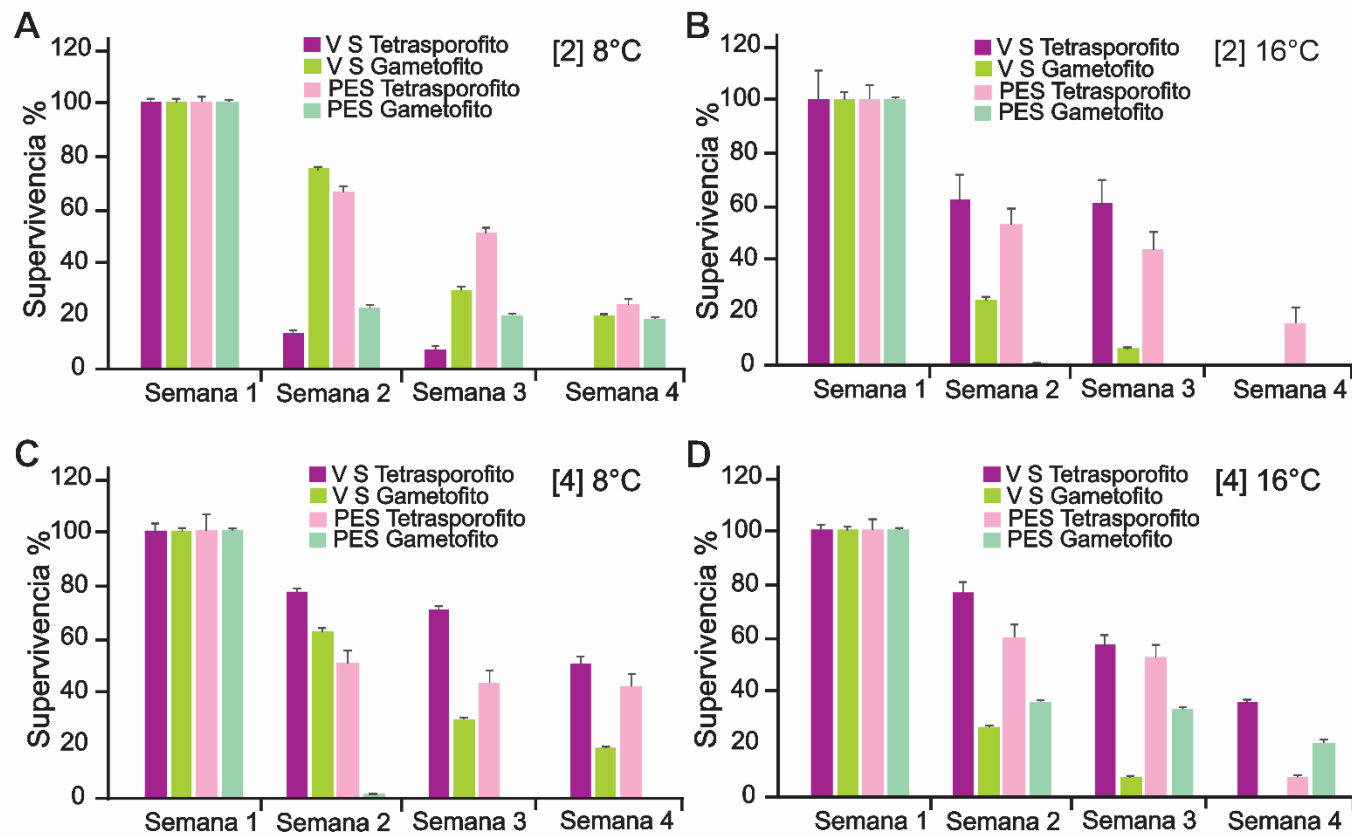 A
[2] 8°C
V S Tetrasporofito
V S Gametofito
PES Tetrasporofito
PES Gametofito
Supervivencia %
120
100
80
60
40
20
0
Semana 1
Semana 2
Semana 3
Semana 4
B
[2] 16°C
V S Tetrasporofito
V S Gametofito
PES Tetrasporofito
PES Gametofito
Supervivencia %
120
100
80
60
40
20
0
Semana 1
Semana 2
Semana 3
Semana 4
C
[4] 8°C
V S Tetrasporofito
V S Gametofito
PES Tetrasporofito
PES Gametofito
Supervivencia %
120
100
80
60
40
20
0
Semana 1
Semana 2
Semana 3
Semana 4
D
[4] 16°C
V S Tetrasporofito
V S Gametofito
PES Tetrasporofito
PES Gametofito
Supervivencia %
120
100
80
60
40
20
0
Semana 1
Semana 2
Semana 3
Semana 4